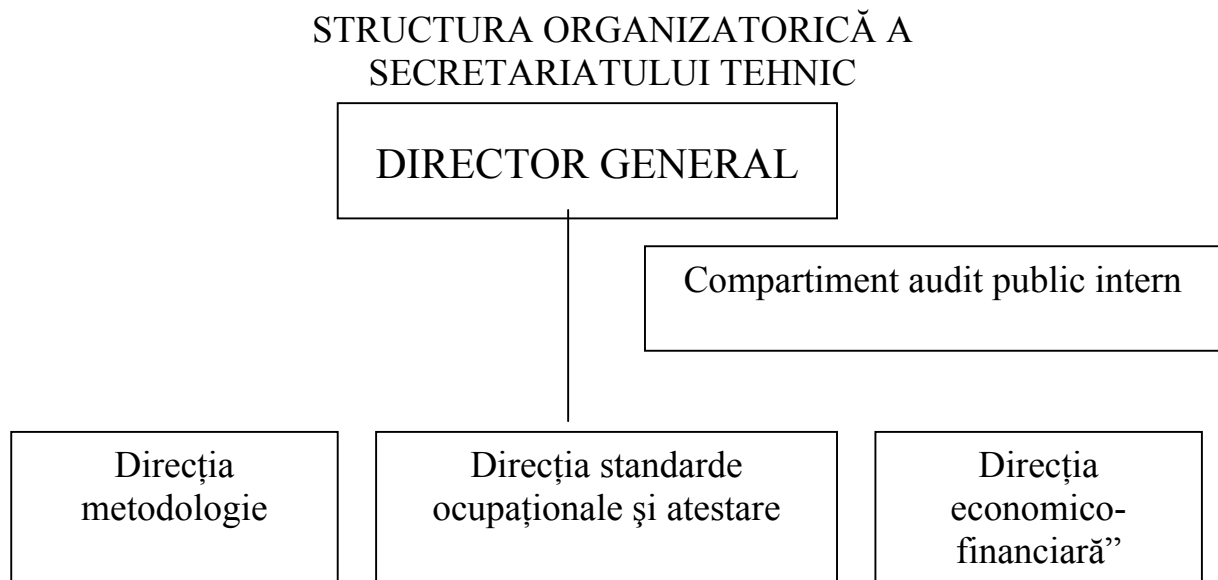 STRUCTURA ORGANIZATORICĂ A
SECRETARIATULUI TEHNIC
DIRECTOR GENERAL
Compartiment audit public intern
Direcția
metodologie
Direcția standarde
ocupaționale şi atestare
Direcția
economico-
financiară”